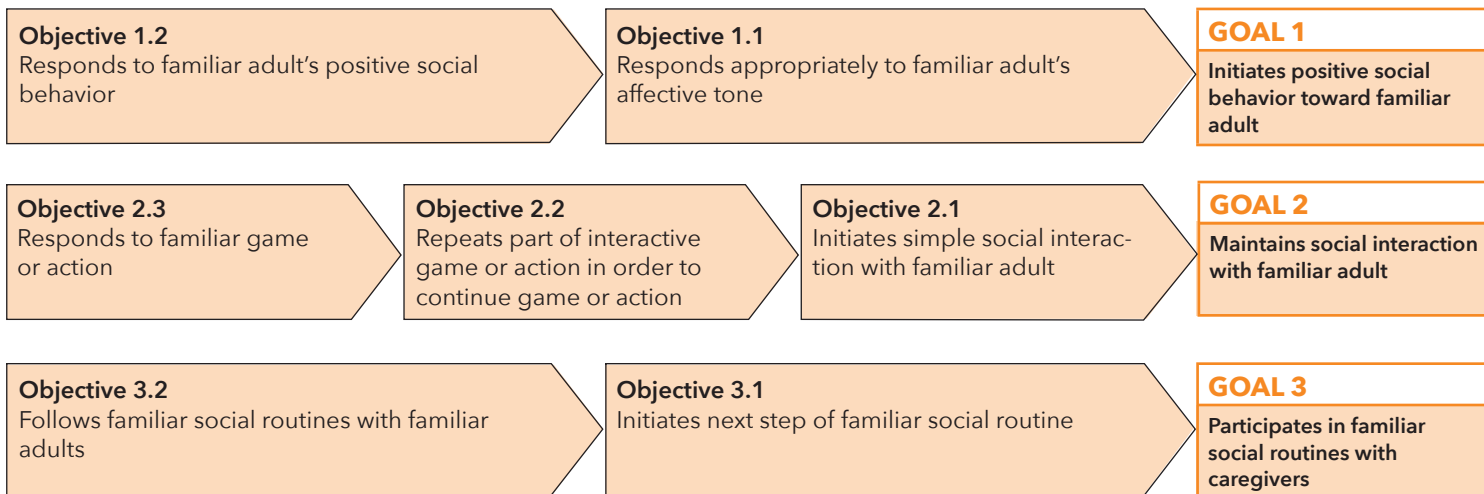 Objective 1.2
Responds to familiar adult’s positive social
behavior
Objective 1.1
Responds appropriately to familiar adult’s
affective tone
GOAL 1
Initiates positive social
behavior toward familiar
adult
Objective 2.3
Responds to familiar game
or action
Objective 2.2
Repeats part of interactive
game or action in order to
continue game or action
Objective 2.1
Initiates simple social interac-
tion with familiar adult
GOAL 2
Maintains social interaction
with familiar adult
Objective 3.2
Follows familiar social routines with familiar
adults
Objective 3.1
Initiates next step of familiar social routine
GOAL 3
Participates in familiar
social routines with
caregivers